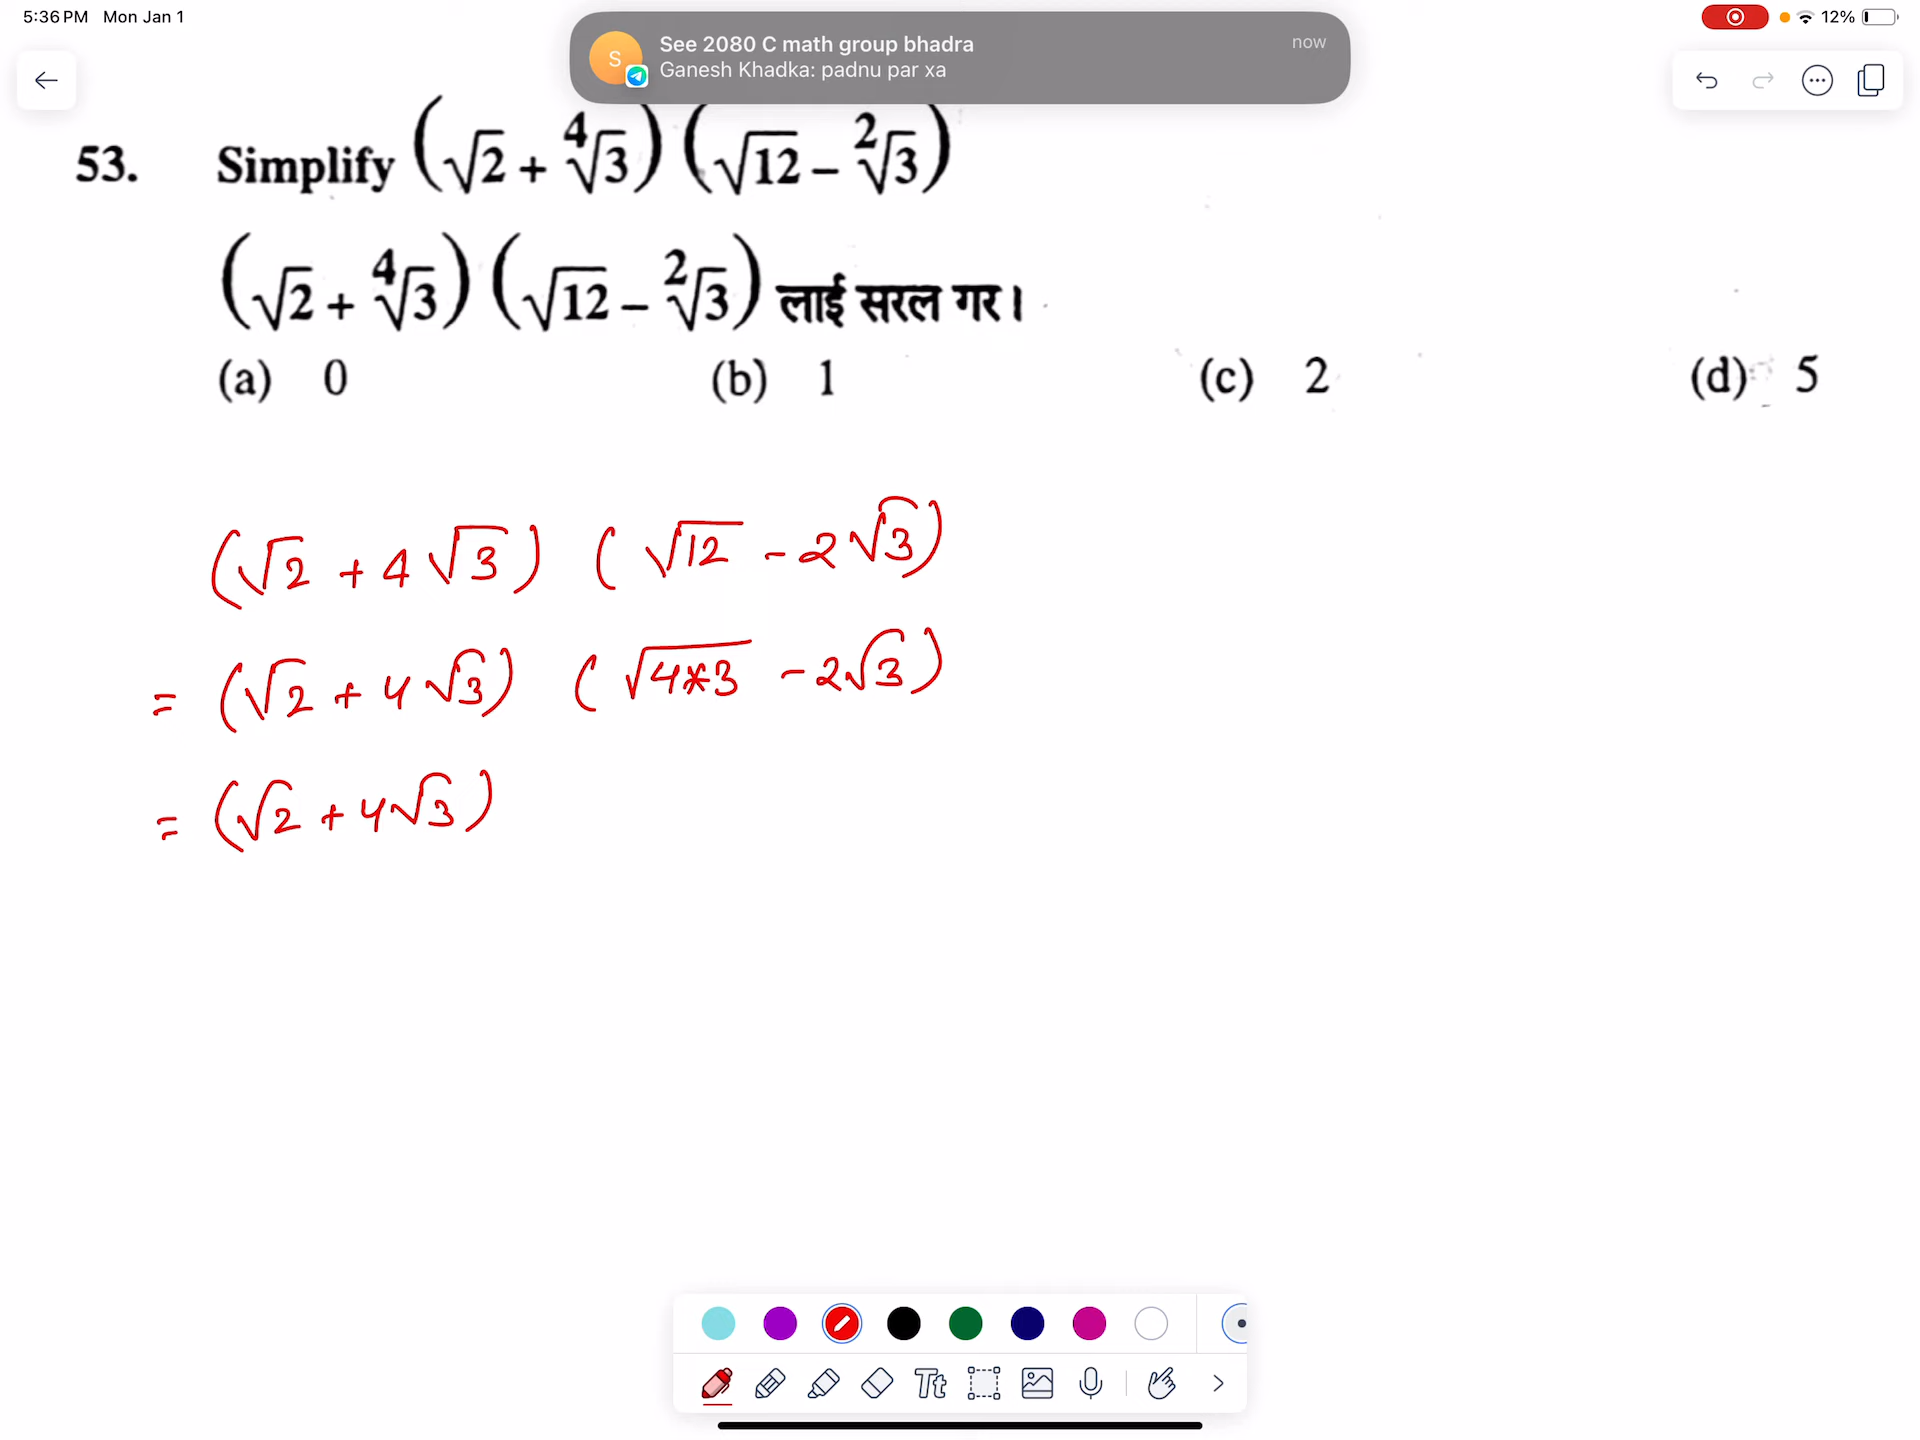 5:36 PM Mon Jan 1
12%
See 2080 C math group bhadra
now
S
Ganesh Khadka: padnu par xa
53. Simplify (√2 + ∜3) (√12 − ²√3)
(√2 + ∜3) (√12 − ²√3) लाई सरल गर।
(a) 0 (b) 1 (c) 2 (d) 5
(√2 + 4√3) (√12 - 2√3)
= (√2 + 4√3) (√4*3 - 2√3)
= (√2 + 4√3)
Tt